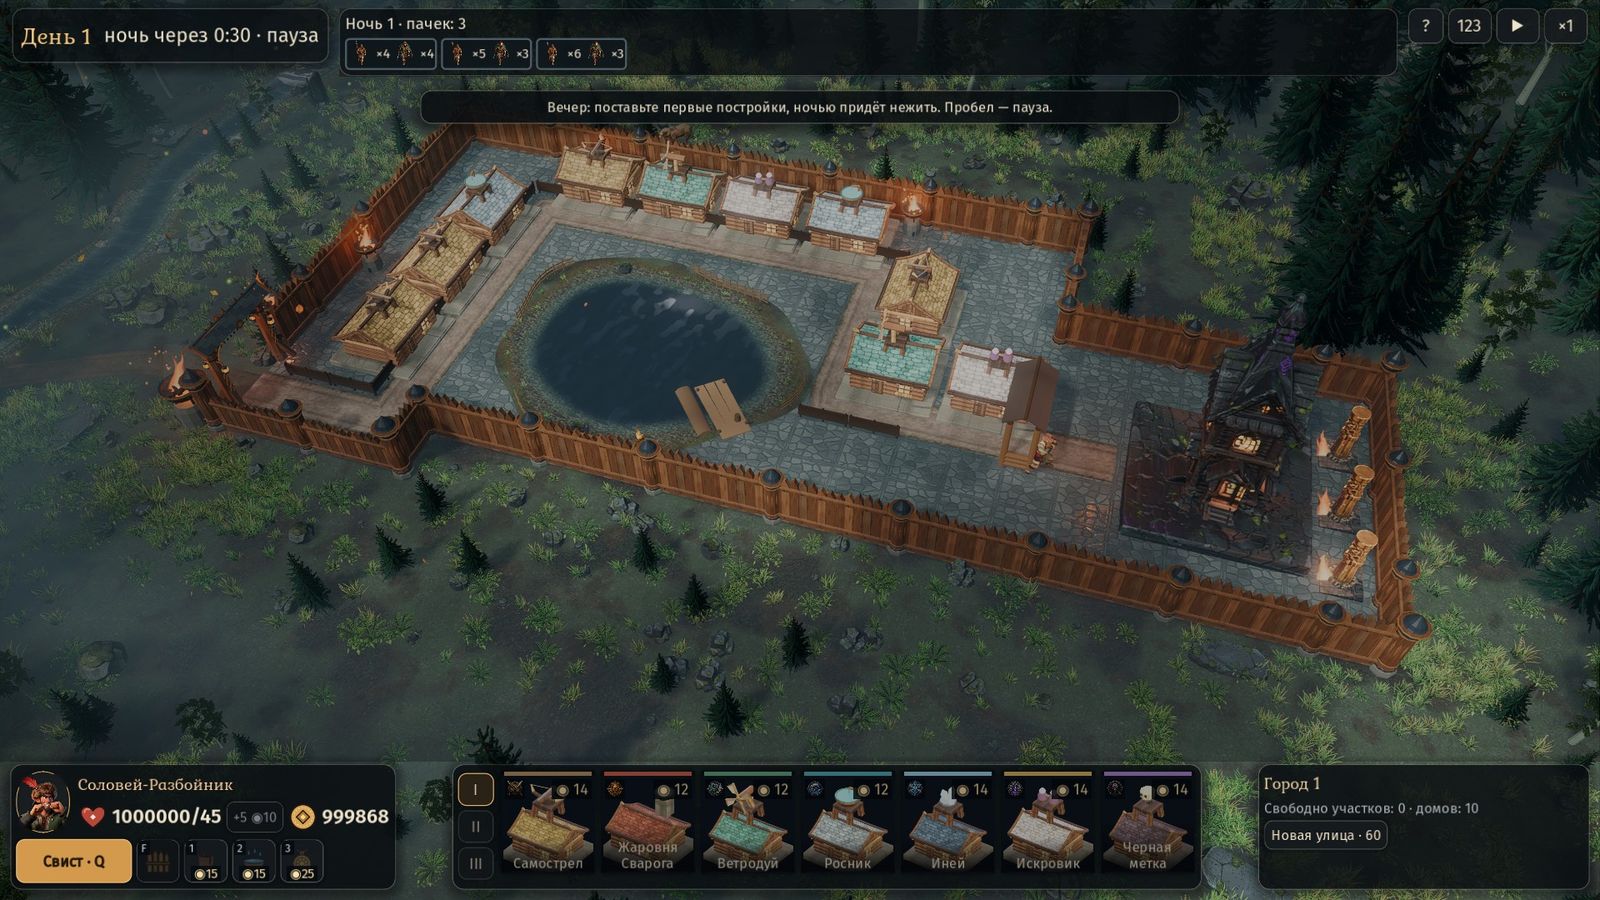 День 1 ночь через 0:30 · пауза
Ночь 1 · пачек: 3
×4 ×4 ×5 ×3 ×6 ×3
? 123 ▶ ×1
Вечер: поставьте первые постройки, ночью придёт нежить. Пробел — пауза.
Соловей-Разбойник
1000000/45 +5 10 999868
Свист · Q
F 1 15 2 15 3 25
I
II
III
14 12 12 12 14 14 14
Самострел
Жаровня Сварога
Ветродуй
Росник
Иней
Искровик
Черная метка
Город 1
Свободно участков: 0 · домов: 10
Новая улица · 60